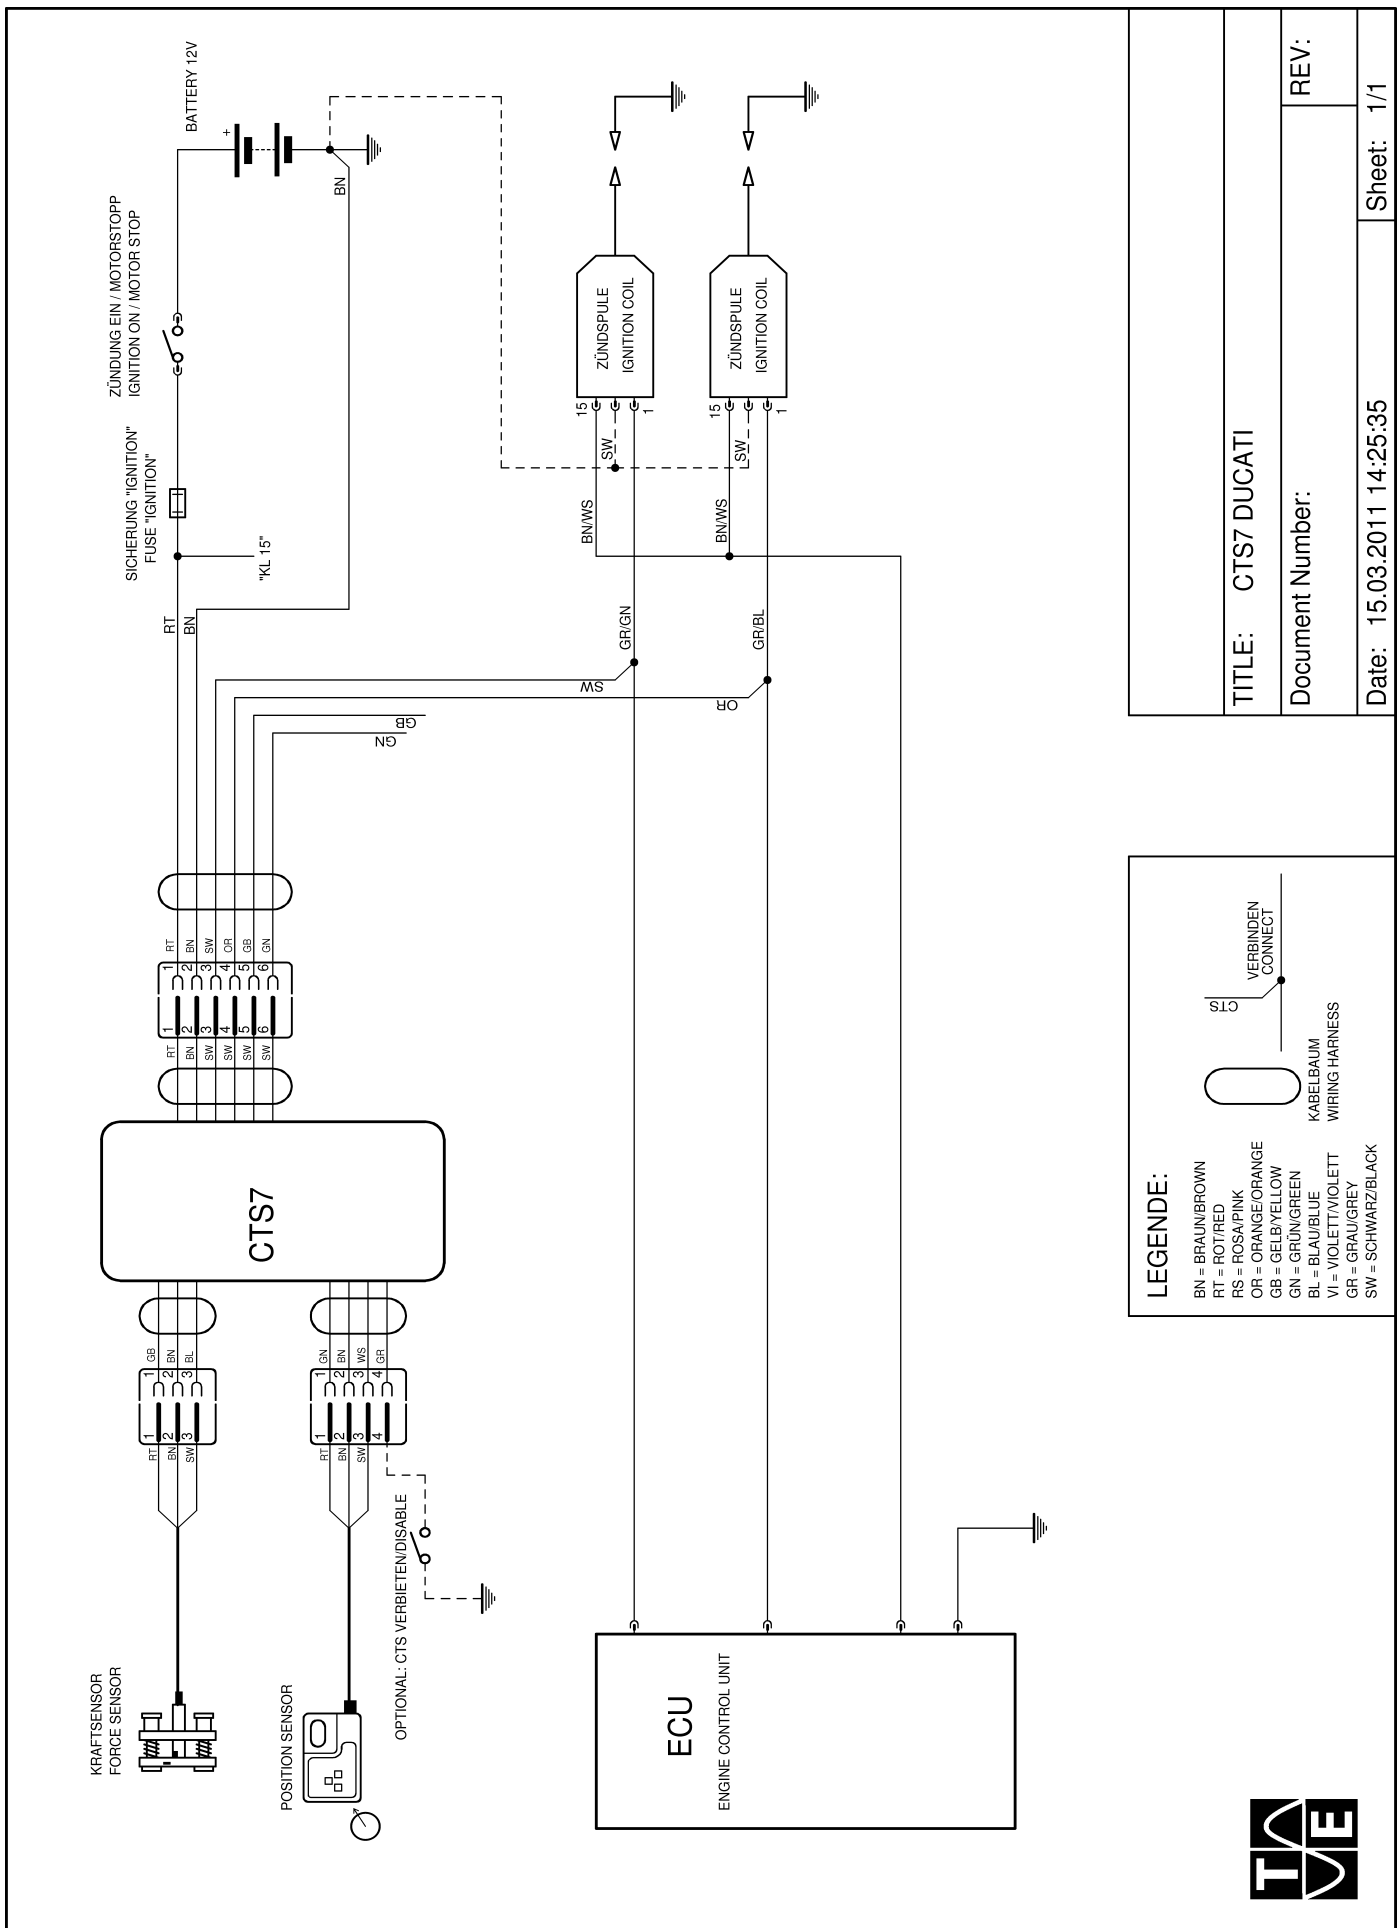 KRAFTSENSOR
FORCE SENSOR
RT
BN
SW
1
2
3
1
2
3
GB
BN
BL
POSITION SENSOR
RT
BN
SW
1
2
3
4
1
2
3
4
GN
BN
WS
GR
OPTIONAL: CTS VERBIETEN/DISABLE
CTS7
RT
BN
SW
SW
SW
SW
1
2
3
4
5
6
1
2
3
4
5
6
RT
BN
SW
OR
GB
GN
GN
GB
SW
OR
RT
BN
"KL 15"
SICHERUNG "IGNITION"
FUSE "IGNITION"
ZÜNDUNG EIN / MOTORSTOPP
IGNITION ON / MOTOR STOP
BATTERY 12V
+
BN
ECU
ENGINE CONTROL UNIT
GR/GN
BN/WS
SW
15
1
ZÜNDSPULE
IGNITION COIL
GR/BL
BN/WS
SW
15
1
ZÜNDSPULE
IGNITION COIL
T
E
LEGENDE:
BN = BRAUN/BROWN
RT = ROT/RED
RS = ROSA/PINK
OR = ORANGE/ORANGE
GB = GELB/YELLOW
GN = GRÜN/GREEN
BL = BLAU/BLUE
VI = VIOLETT/VIOLETT
GR = GRAU/GREY
SW = SCHWARZ/BLACK
KABELBAUM
WIRING HARNESS
CTS
VERBINDEN
CONNECT
TITLE: CTS7 DUCATI
Document Number:
REV:
Date: 15.03.2011 14:25:35
Sheet: 1/1